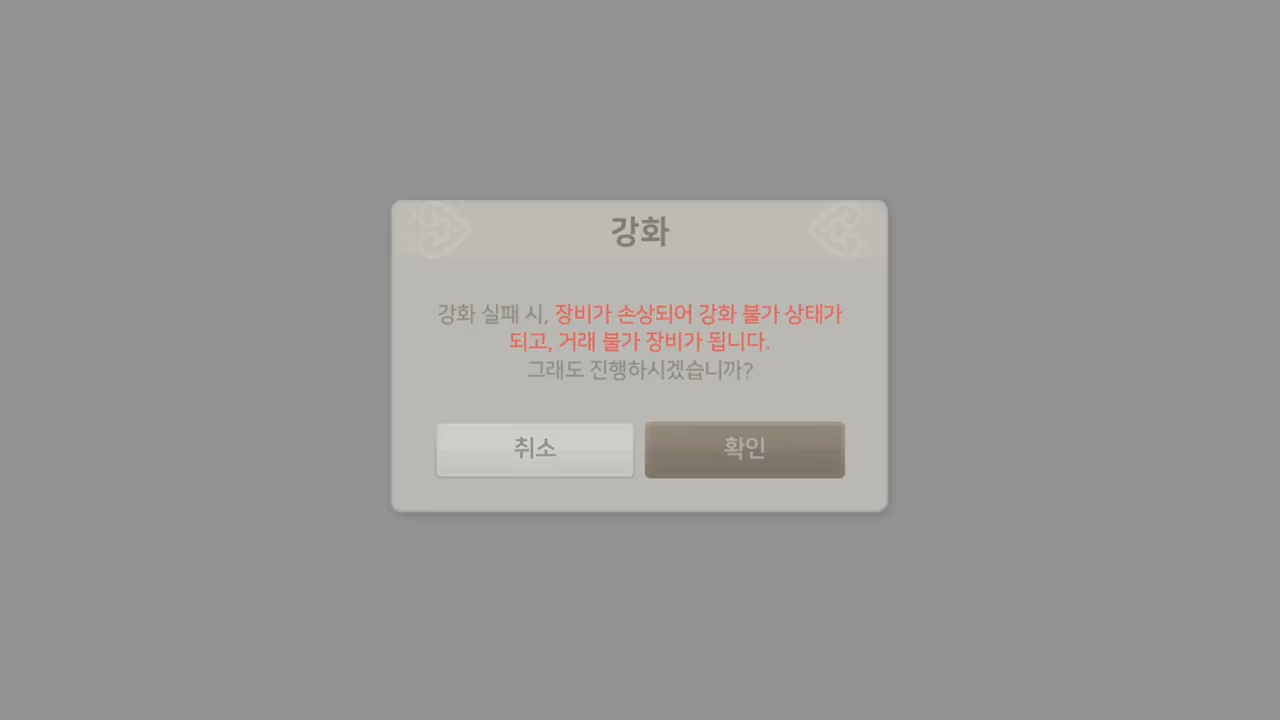 강화
강화 실패 시, 장비가 손상되어 강화 불가 상태가
되고, 거래 불가 장비가 됩니다.
그래도 진행하시겠습니까?
취소
확인